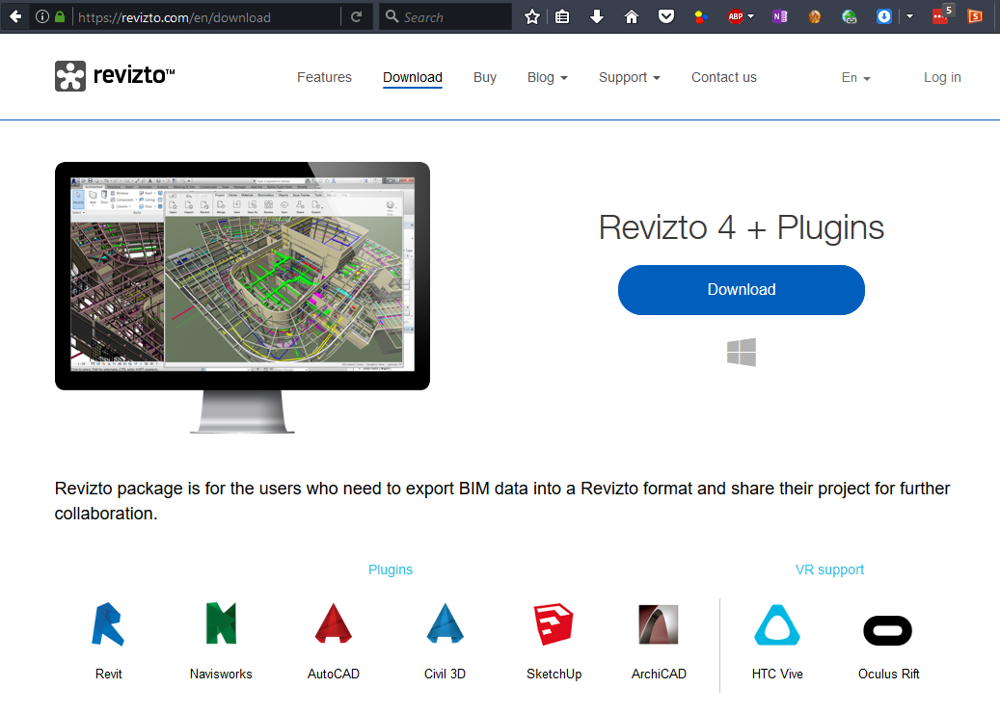 https://revizto.com/en/download
Search
ABP
N
5
S
revizto™
Features
Download
Buy
Blog
Support
Contact us
En
Log in
Revizto 4 + Plugins
Download
Revizto package is for the users who need to export BIM data into a Revizto format and share their project for further
collaboration.
Plugins
VR support
Revit
Navisworks
AutoCAD
Civil 3D
SketchUp
ArchiCAD
HTC Vive
Oculus Rift